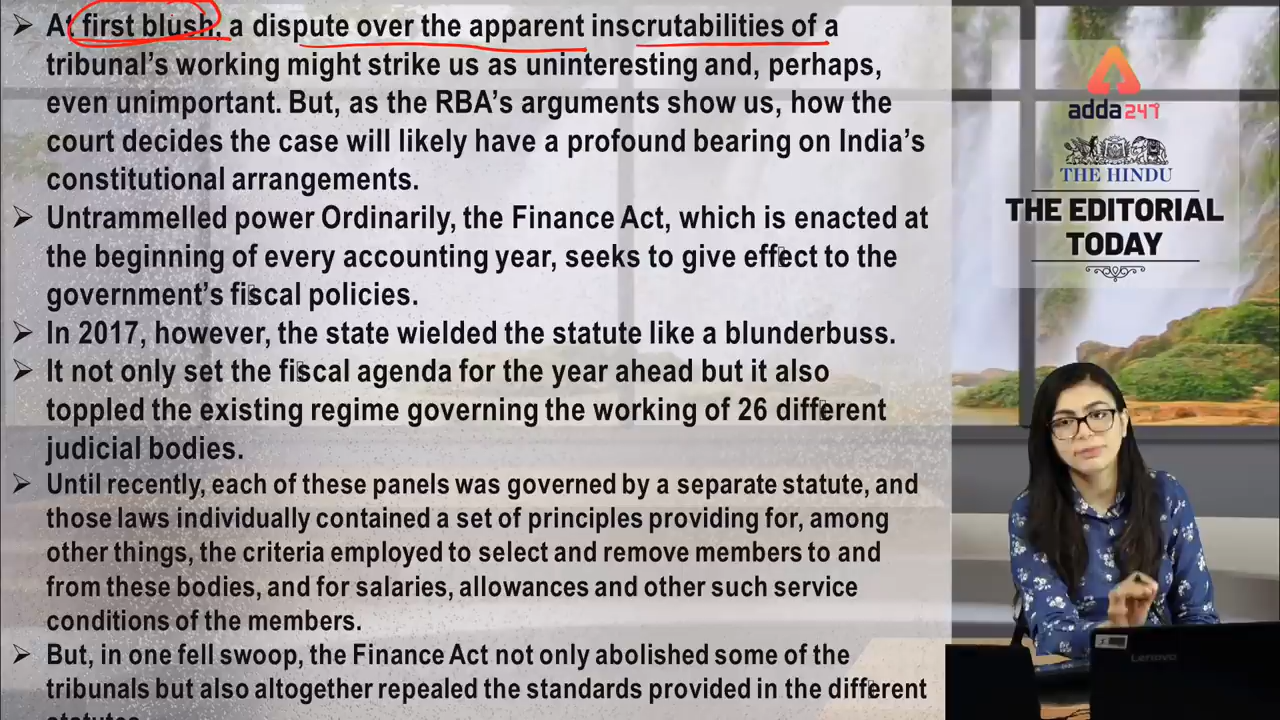 ➤ At first blush, a dispute over the apparent inscrutabilities of a
tribunal's working might strike us as uninteresting and, perhaps,
even unimportant. But, as the RBA's arguments show us, how the
court decides the case will likely have a profound bearing on India's
constitutional arrangements.
➤ Untrammelled power Ordinarily, the Finance Act, which is enacted at
the beginning of every accounting year, seeks to give effect to the
government's fiscal policies.
➤ In 2017, however, the state wielded the statute like a blunderbuss.
➤ It not only set the fiscal agenda for the year ahead but it also
toppled the existing regime governing the working of 26 different
judicial bodies.
➤ Until recently, each of these panels was governed by a separate statute, and
those laws individually contained a set of principles providing for, among
other things, the criteria employed to select and remove members to and
from these bodies, and for salaries, allowances and other such service
conditions of the members.
➤ But, in one fell swoop, the Finance Act not only abolished some of the
tribunals but also altogether repealed the standards provided in the different
statutes.
adda247
THE HINDU
THE EDITORIAL
TODAY
Lenovo